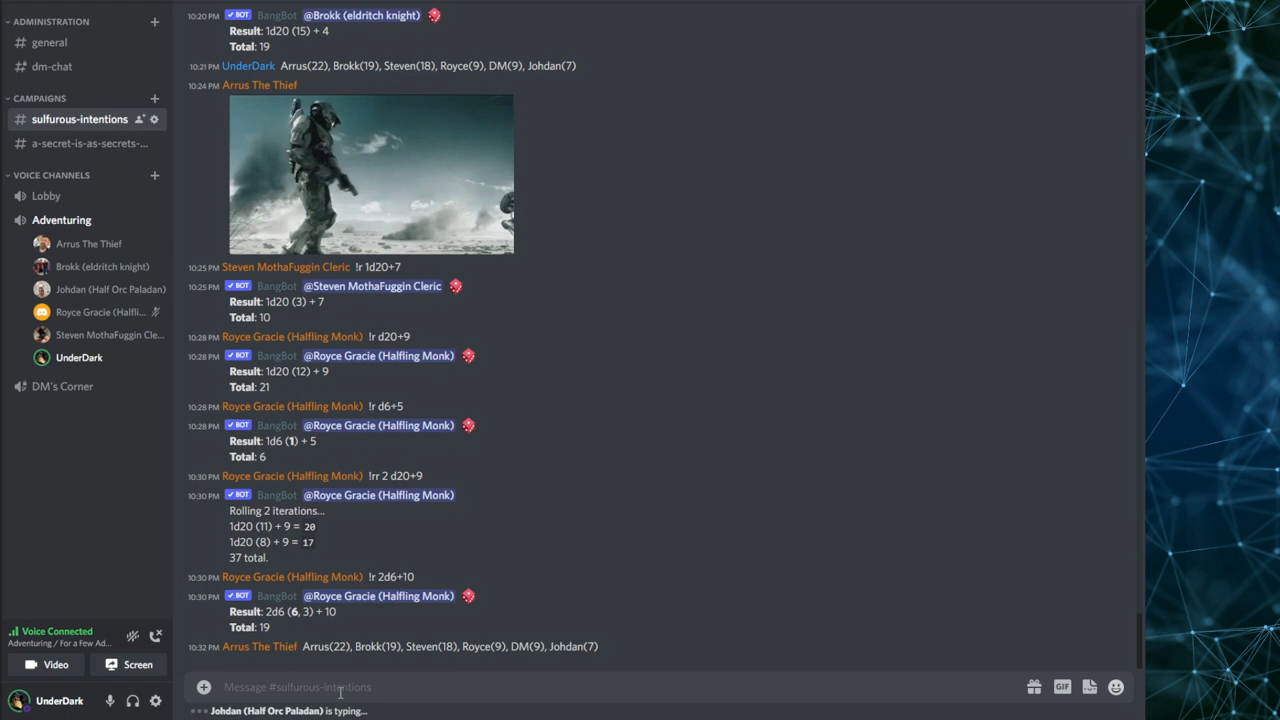 ADMINISTRATION
general
dm-chat
CAMPAIGNS
sulfurous-intentions
a-secret-is-as-secrets-...
VOICE CHANNELS
Lobby
Adventuring
Arrus The Thief
Brokk (eldritch knight)
Johdan (Half Orc Paladan)
Royce Gracie (Halfli...
Steven MothaFuggin Cle...
UnderDark
DM's Corner
Voice Connected
Adventuring / For a Few Ad...
Video
Screen
UnderDark
10:20 PM BOT BangBot @Brokk (eldritch knight)
Result: 1d20 (15) + 4
Total: 19
10:21 PM UnderDark Arrus(22), Brokk(19), Steven(18), Royce(9), DM(9), Johdan(7)
10:24 PM Arrus The Thief
10:25 PM Steven MothaFuggin Cleric !r 1d20+7
10:25 PM BOT BangBot @Steven MothaFuggin Cleric
Result: 1d20 (3) + 7
Total: 10
10:28 PM Royce Gracie (Halfling Monk) !r d20+9
10:28 PM BOT BangBot @Royce Gracie (Halfling Monk)
Result: 1d20 (12) + 9
Total: 21
10:28 PM Royce Gracie (Halfling Monk) !r d6+5
10:28 PM BOT BangBot @Royce Gracie (Halfling Monk)
Result: 1d6 (1) + 5
Total: 6
10:30 PM Royce Gracie (Halfling Monk) !rr 2 d20+9
10:30 PM BOT BangBot @Royce Gracie (Halfling Monk)
Rolling 2 iterations...
1d20 (11) + 9 = 20
1d20 (8) + 9 = 17
37 total.
10:30 PM Royce Gracie (Halfling Monk) !r 2d6+10
10:30 PM BOT BangBot @Royce Gracie (Halfling Monk)
Result: 2d6 (6, 3) + 10
Total: 19
10:32 PM Arrus The Thief Arrus(22), Brokk(19), Steven(18), Royce(9), DM(9), Johdan(7)
Message #sulfurous-intentions
GIF
Johdan (Half Orc Paladan) is typing...